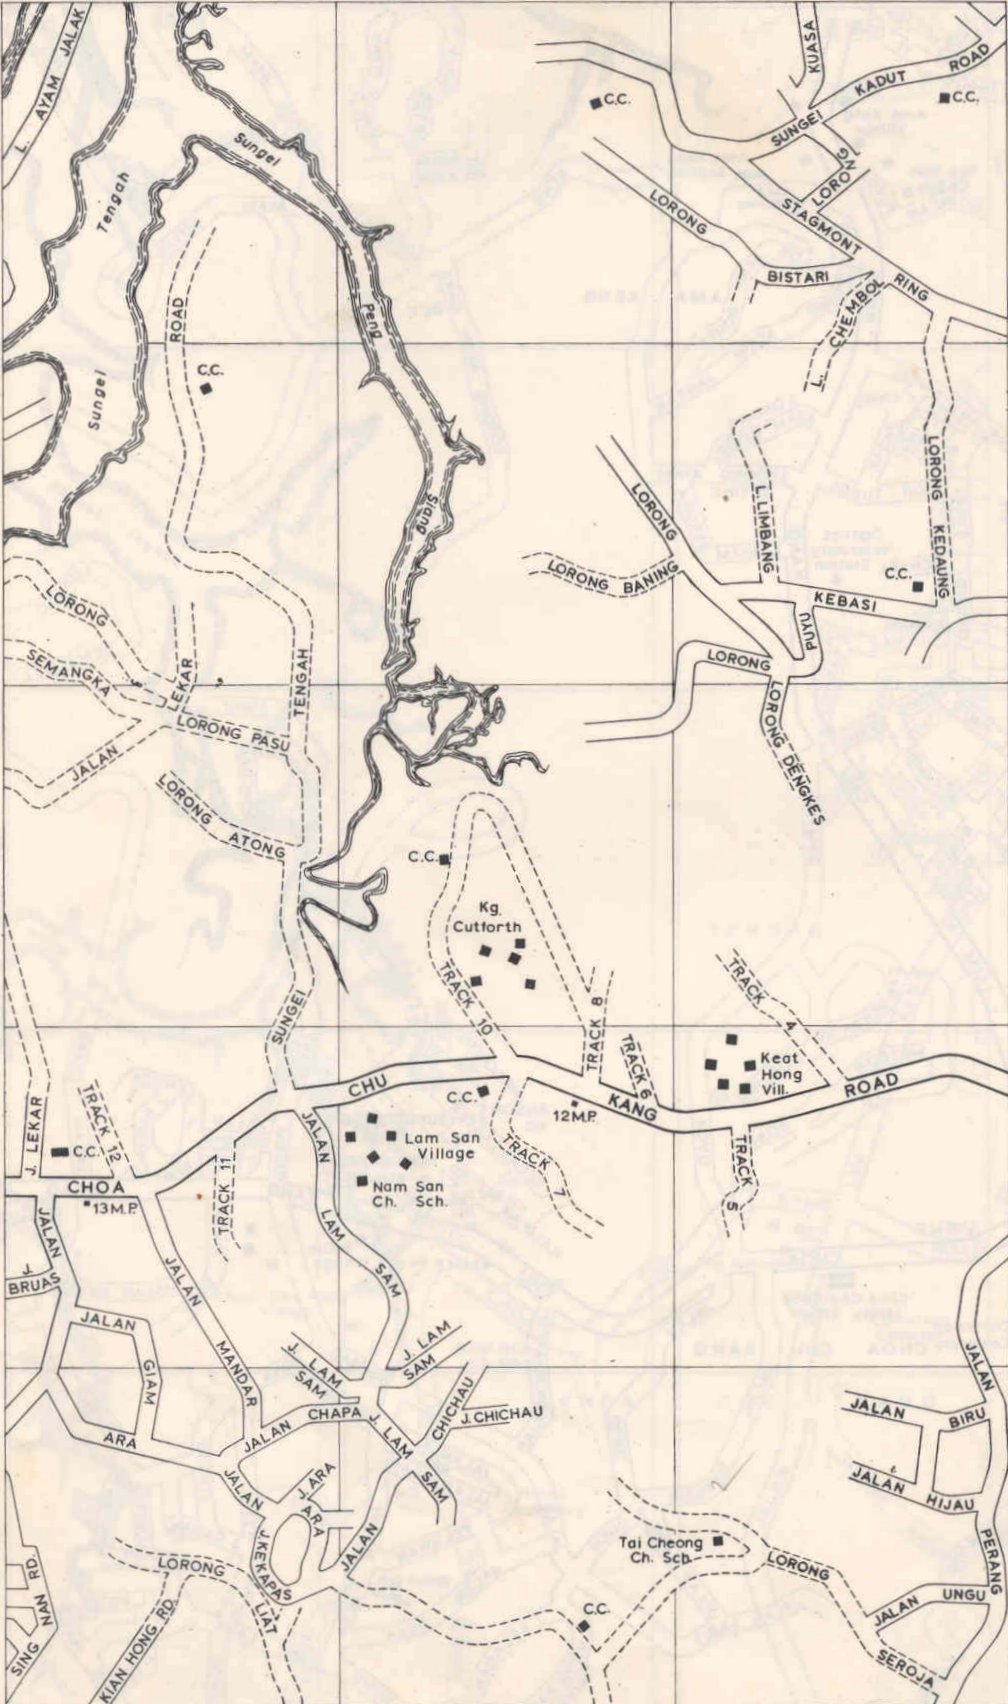 L. AYAM JALAK
Tengah
Sungei
Sungei
Peng
Siang
KUASA
SUNGEI KADUT ROAD
C.C.
C.C.
LORONG
STAGMONT RING
LORONG BISTARI
L. CHEMBOL
ROAD
C.C.
LORONG
L. LIMBANG
LORONG KEDAUNG
C.C.
LORONG BANING
KEBASI
PUYU
LORONG
LORONG DENGKES
LORONG
SEMANGKA
LEKAR
TENGAH
LORONG PASU
JALAN
LORONG ATONG
C.C.
Kg.
Cutforth
TRACK 10
TRACK 8
TRACK 6
TRACK 4
SUNGEI
Keat
Hong
Vill.
CHU
KANG
ROAD
C.C.
12 M.P.
J. LEKAR
TRACK 12
C.C.
JALAN
Lam San
Village
TRACK 7
TRACK 5
TRACK 11
CHOA
13 M.P.
Nam San
Ch. Sch.
JALAN
LAM
SAM
J.
BRUAS
JALAN
JALAN
GIAM
MANDAR
J. LAM
SAM
J. LAM
SAM
JALAN
CHICHAU
J. CHICHAU
JALAN
BIRU
ARA
JALAN
CHAPA
J. LAM
SAM
JALAN
J. ARA
ARA
JALAN
HIJAU
JALAN
J. KEKAPAS
LORONG
LIAT
Tai Cheong
Ch. Sch.
LORONG
PERANG
NAN RD.
SING
KIAN HONG RD.
C.C.
JALAN
UNGU
SEROJA